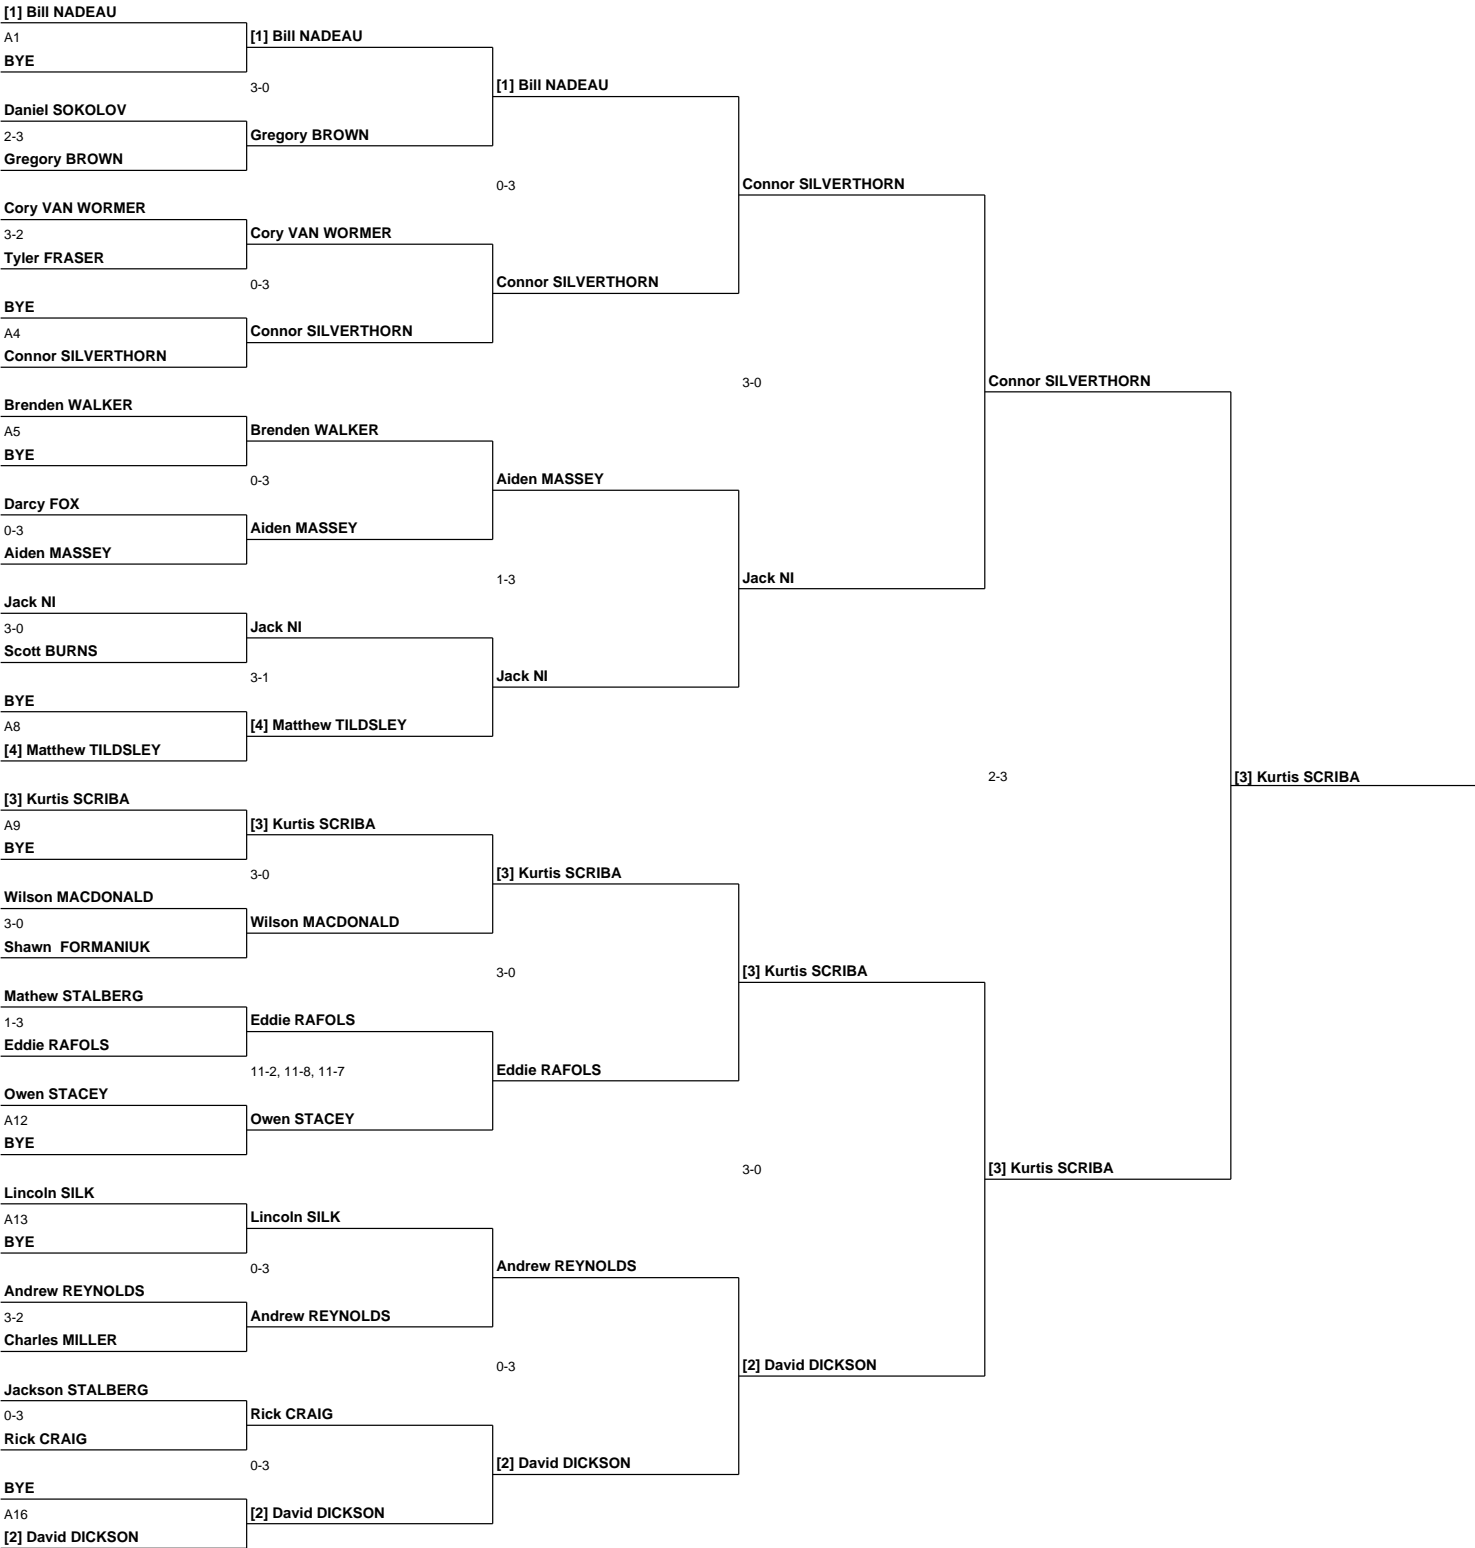 [1] Bill NADEAU
A1
BYE
Daniel SOKOLOV
2-3
Gregory BROWN
Cory VAN WORMER
3-2
Tyler FRASER
BYE
A4
Connor SILVERTHORN
Brenden WALKER
A5
BYE
Darcy FOX
0-3
Aiden MASSEY
Jack NI
3-0
Scott BURNS
BYE
A8
[4] Matthew TILDSLEY
[3] Kurtis SCRIBA
A9
BYE
Wilson MACDONALD
3-0
Shawn  FORMANIUK
Mathew STALBERG
1-3
Eddie RAFOLS
Owen STACEY
A12
BYE
Lincoln SILK
A13
BYE
Andrew REYNOLDS
3-2
Charles MILLER
Jackson STALBERG
0-3
Rick CRAIG
BYE
A16
[2] David DICKSON
[1] Bill NADEAU
3-0
Gregory BROWN
Cory VAN WORMER
0-3
Connor SILVERTHORN
Brenden WALKER
0-3
Aiden MASSEY
Jack NI
3-1
[4] Matthew TILDSLEY
[3] Kurtis SCRIBA
3-0
Wilson MACDONALD
Eddie RAFOLS
11-2, 11-8, 11-7
Owen STACEY
Lincoln SILK
0-3
Andrew REYNOLDS
Rick CRAIG
0-3
[2] David DICKSON
[1] Bill NADEAU
0-3
Connor SILVERTHORN
Aiden MASSEY
1-3
Jack NI
[3] Kurtis SCRIBA
3-0
Eddie RAFOLS
Andrew REYNOLDS
0-3
[2] David DICKSON
Connor SILVERTHORN
3-0
Jack NI
[3] Kurtis SCRIBA
3-0
[2] David DICKSON
Connor SILVERTHORN
2-3
[3] Kurtis SCRIBA
[3] Kurtis SCRIBA